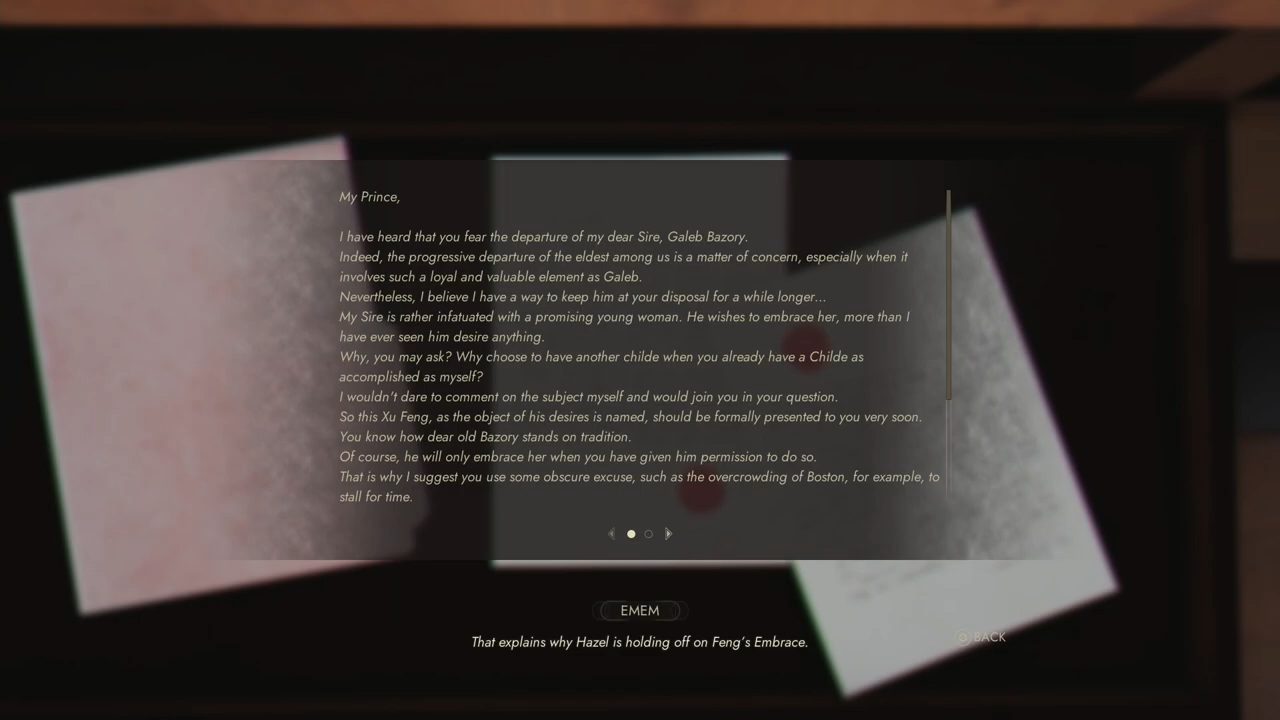 My Prince,
I have heard that you fear the departure of my dear Sire, Galeb Bazory.
Indeed, the progressive departure of the eldest among us is a matter of concern, especially when it
involves such a loyal and valuable element as Galeb.
Nevertheless, I believe I have a way to keep him at your disposal for a while longer...
My Sire is rather infatuated with a promising young woman. He wishes to embrace her, more than I
have ever seen him desire anything.
Why, you may ask? Why choose to have another childe when you already have a Childe as
accomplished as myself?
I wouldn't dare to comment on the subject myself and would join you in your question.
So this Xu Feng, as the object of his desires is named, should be formally presented to you very soon.
You know how dear old Bazory stands on tradition.
Of course, he will only embrace her when you have given him permission to do so.
That is why I suggest you use some obscure excuse, such as the overcrowding of Boston, for example, to
stall for time.
EMEM
That explains why Hazel is holding off on Feng's Embrace.
BACK